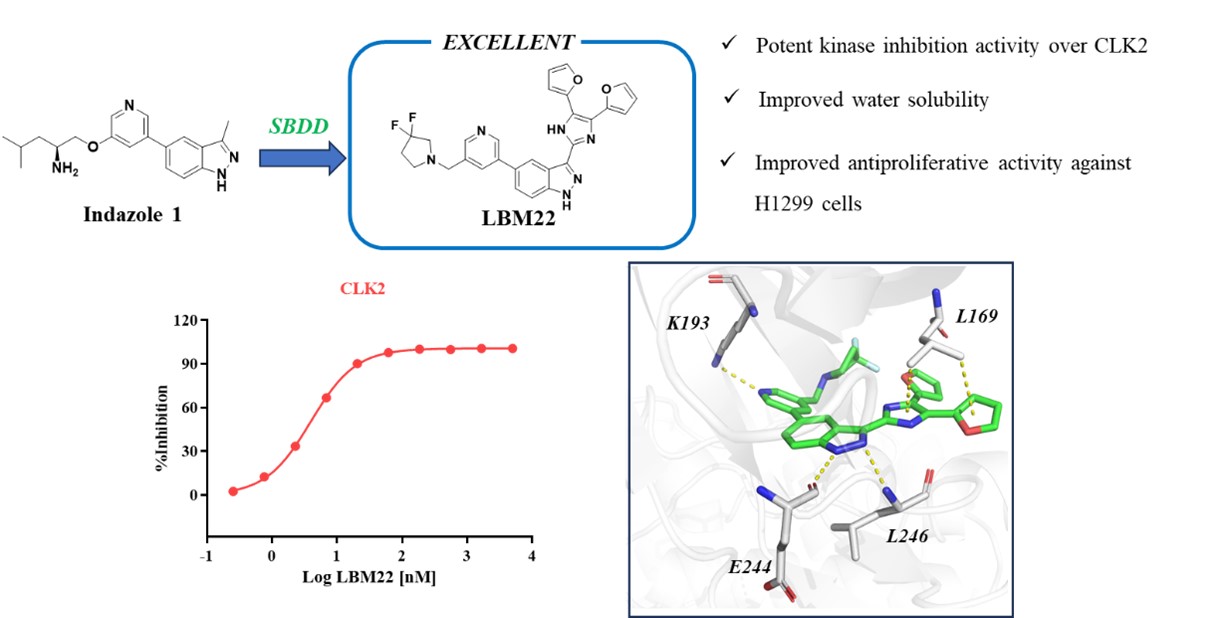 EXCELLENT
SBDD
N
O
NH2
N
N
H
Indazole 1
F
F
N
N
O
O
HN
N
N
N
H
LBM22
✓ Potent kinase inhibition activity over CLK2
✓ Improved water solubility
✓ Improved antiproliferative activity against
H1299 cells
CLK2
%Inhibition
120
90
60
30
0
-1 0 1 2 3 4
Log LBM22 [nM]
K193
L169
E244
L246